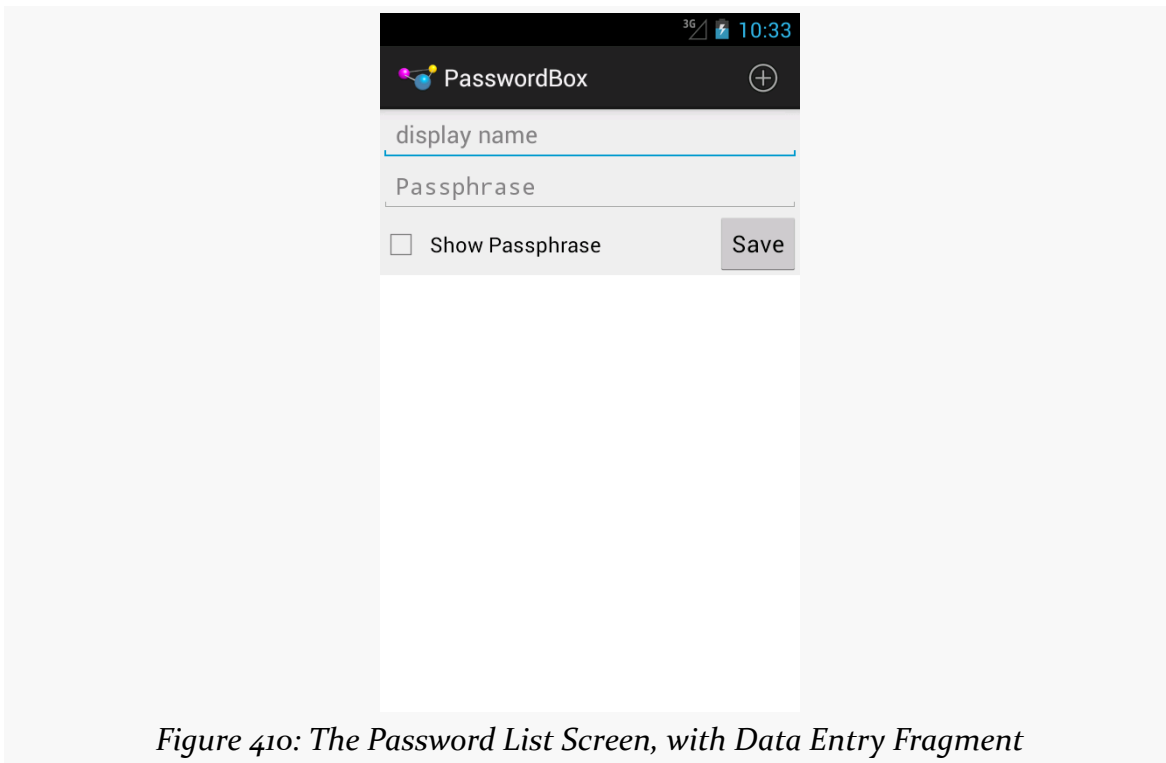 3G 10:33
PasswordBox
display name
Passphrase
Show Passphrase Save
Figure 410: The Password List Screen, with Data Entry Fragment